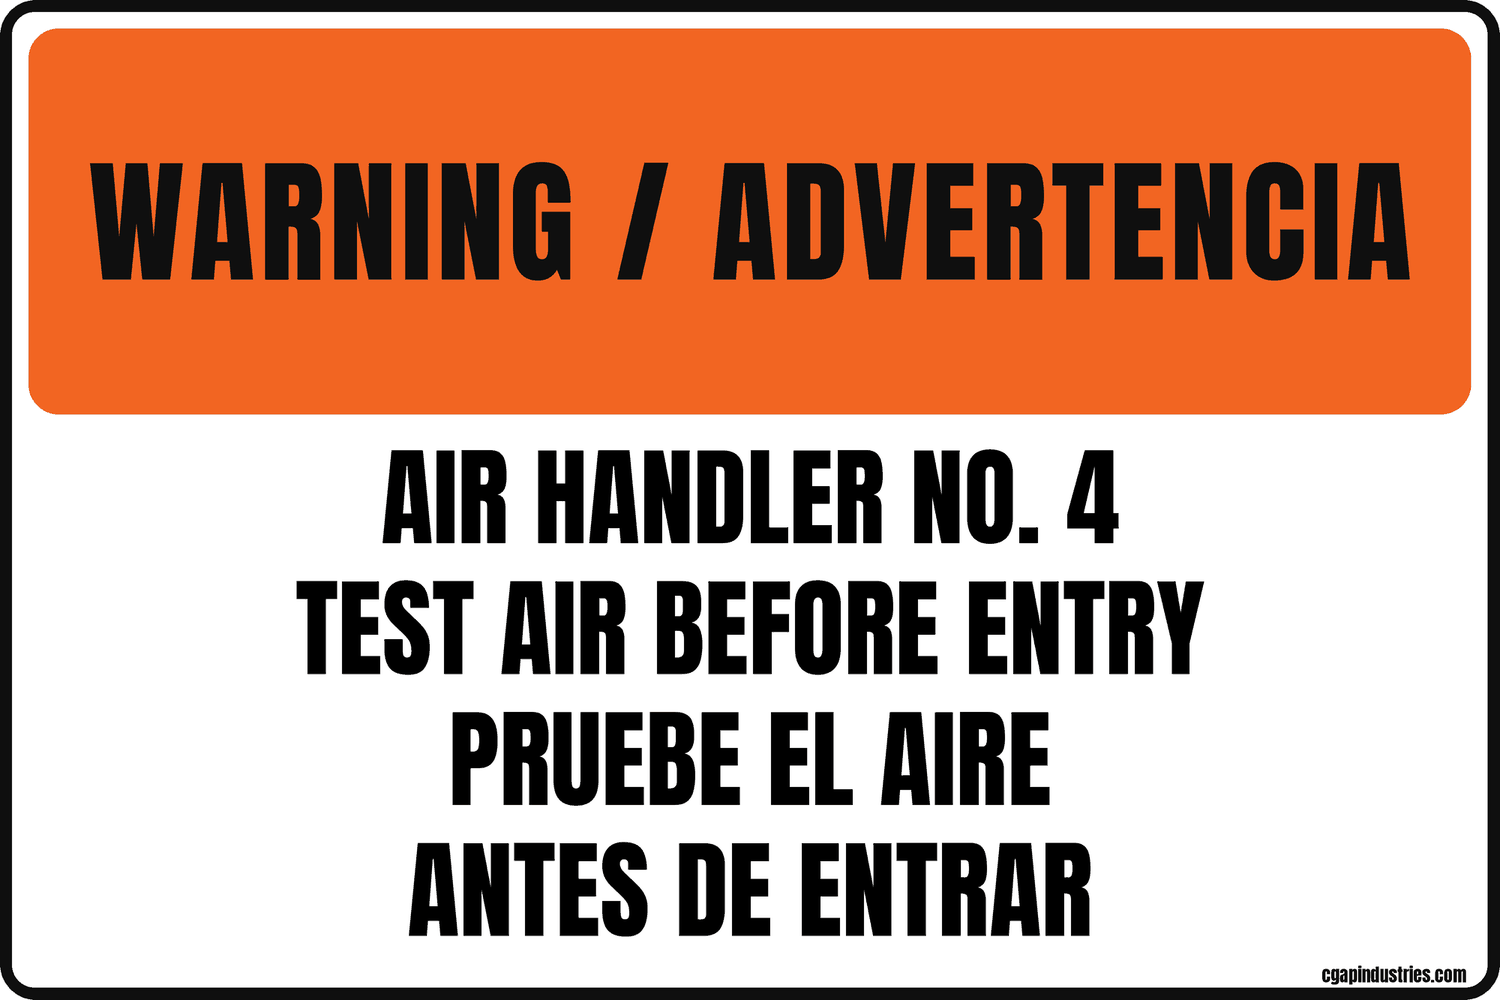 WARNING / ADVERTENCIA
AIR HANDLER NO. 4
TEST AIR BEFORE ENTRY
PRUEBE EL AIRE
ANTES DE ENTRAR
cgapindustries.com